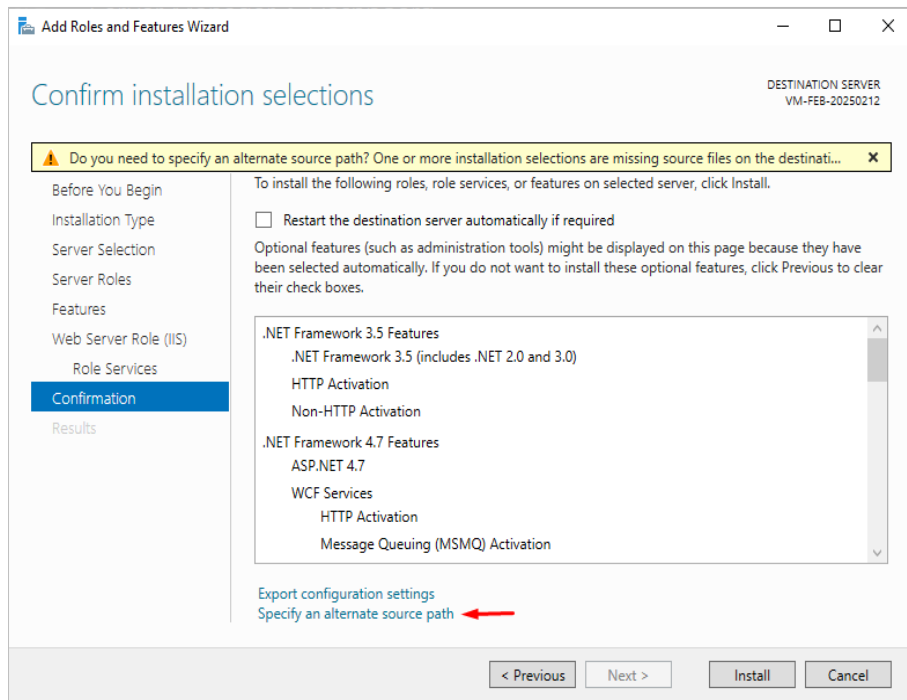 Add Roles and Features Wizard
Confirm installation selections
DESTINATION SERVER
VM-FEB-20250212
Do you need to specify an alternate source path? One or more installation selections are missing source files on the destinati...
Before You Begin
Installation Type
Server Selection
Server Roles
Features
Web Server Role (IIS)
Role Services
Confirmation
Results
To install the following roles, role services, or features on selected server, click Install.
Restart the destination server automatically if required
Optional features (such as administration tools) might be displayed on this page because they have
been selected automatically. If you do not want to install these optional features, click Previous to clear
their check boxes.
.NET Framework 3.5 Features
.NET Framework 3.5 (includes .NET 2.0 and 3.0)
HTTP Activation
Non-HTTP Activation
.NET Framework 4.7 Features
ASP.NET 4.7
WCF Services
HTTP Activation
Message Queuing (MSMQ) Activation
Export configuration settings
Specify an alternate source path
< Previous
Next >
Install
Cancel